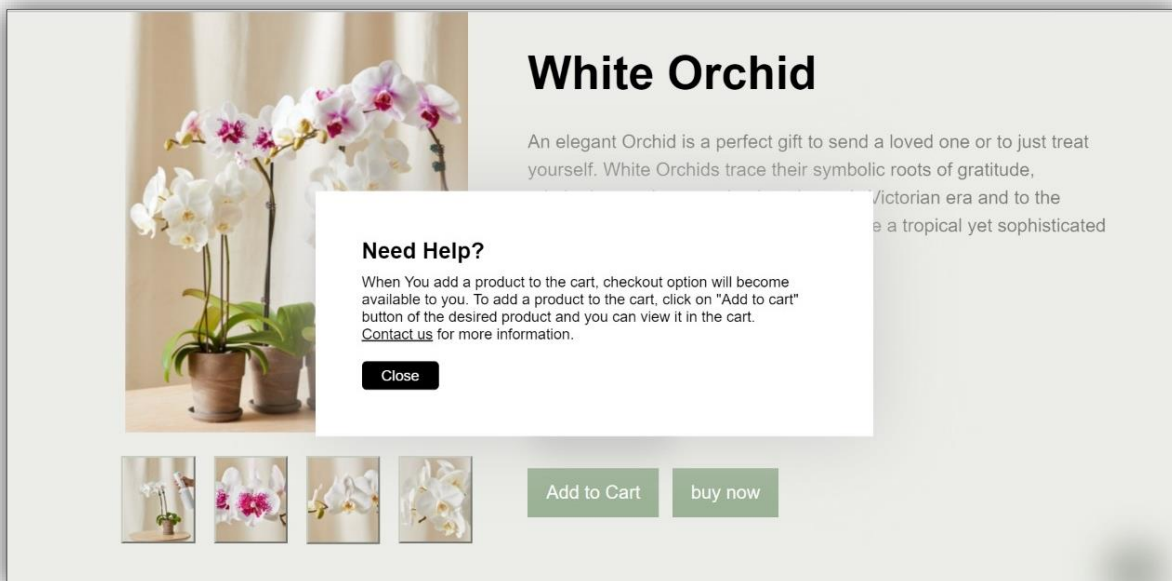 White Orchid
An elegant Orchid is a perfect gift to send a loved one or to just treat
yourself. White Orchids trace their symbolic roots of gratitude,
Victorian era and to the
a tropical yet sophisticated
Need Help?
When You add a product to the cart, checkout option will become
available to you. To add a product to the cart, click on "Add to cart"
button of the desired product and you can view it in the cart.
Contact us for more information.
Close
Add to Cart
buy now